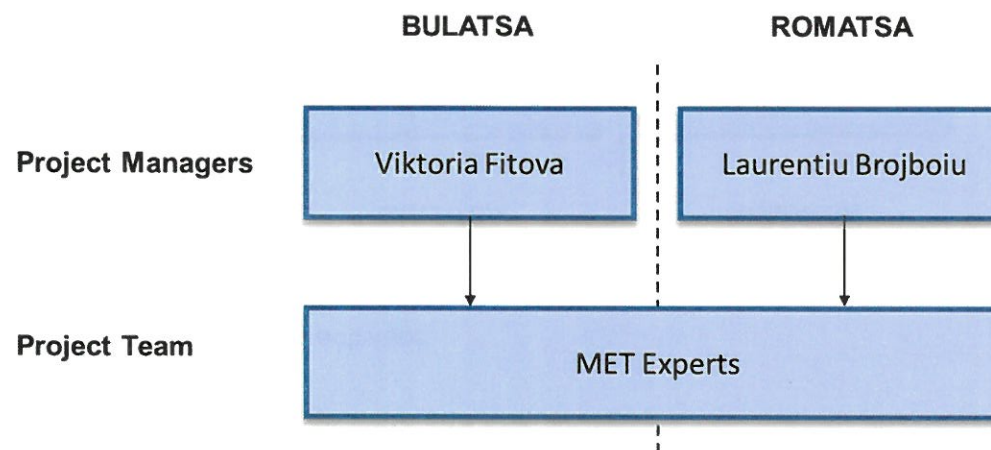 BULATSA ROMATSA
Project Managers Viktoria Fitova Laurentiu Brojboiu
Project Team
MET Experts